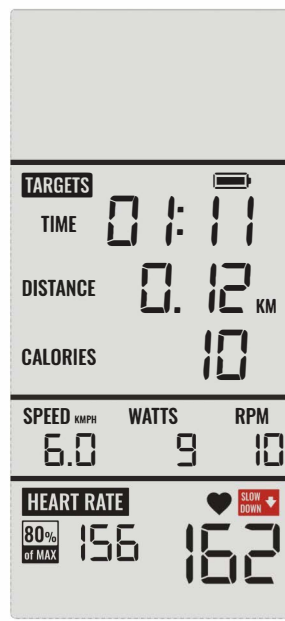 TARGETS
TIME 01:11
DISTANCE 0.12 KM
CALORIES 10
SPEED KMPH WATTS RPM
6.0 9 10
HEART RATE SLOW DOWN
80% of MAX 156 162